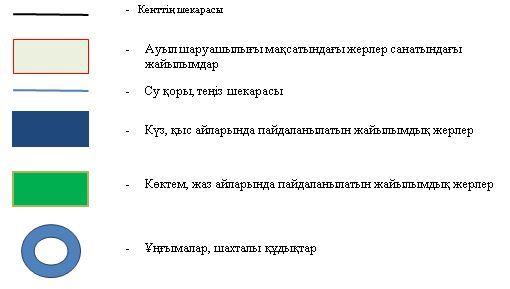 - Кенттің шекарасы
- Ауыл шаруашылығы мақсатындағы жерлер санатындағы
жайылымдар
- Су қоры, теңіз шекарасы
- Күз, қыс айларында пайдаланылатын жайылымдық жерлер
- Көктем, жаз айларында пайдаланылатын жайылымдық жерлер
- Ұңғымалар, шахталы құдықтар